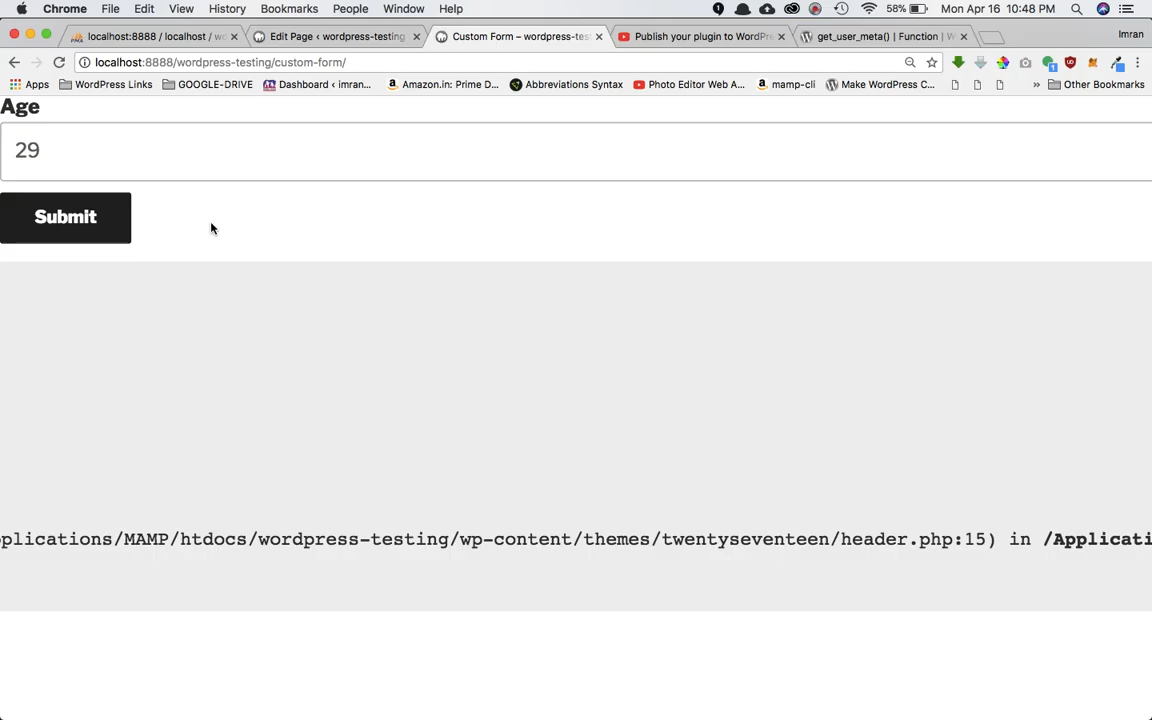 Chrome File Edit View History Bookmarks People Window Help 58% Mon Apr 16 10:48 PM
localhost:8888 / localhost / wo Edit Page ‹ wordpress-testing Custom Form – wordpress-tes Publish your plugin to WordPre get_user_meta() | Function | W Imran
localhost:8888/wordpress-testing/custom-form/
Apps WordPress Links GOOGLE-DRIVE Dashboard ‹ imran... Amazon.in: Prime D... Abbreviations Syntax Photo Editor Web A... mamp-cli Make WordPress C... » Other Bookmarks
Age
29
Submit
pplications/MAMP/htdocs/wordpress-testing/wp-content/themes/twentyseventeen/header.php:15) in /Applicati